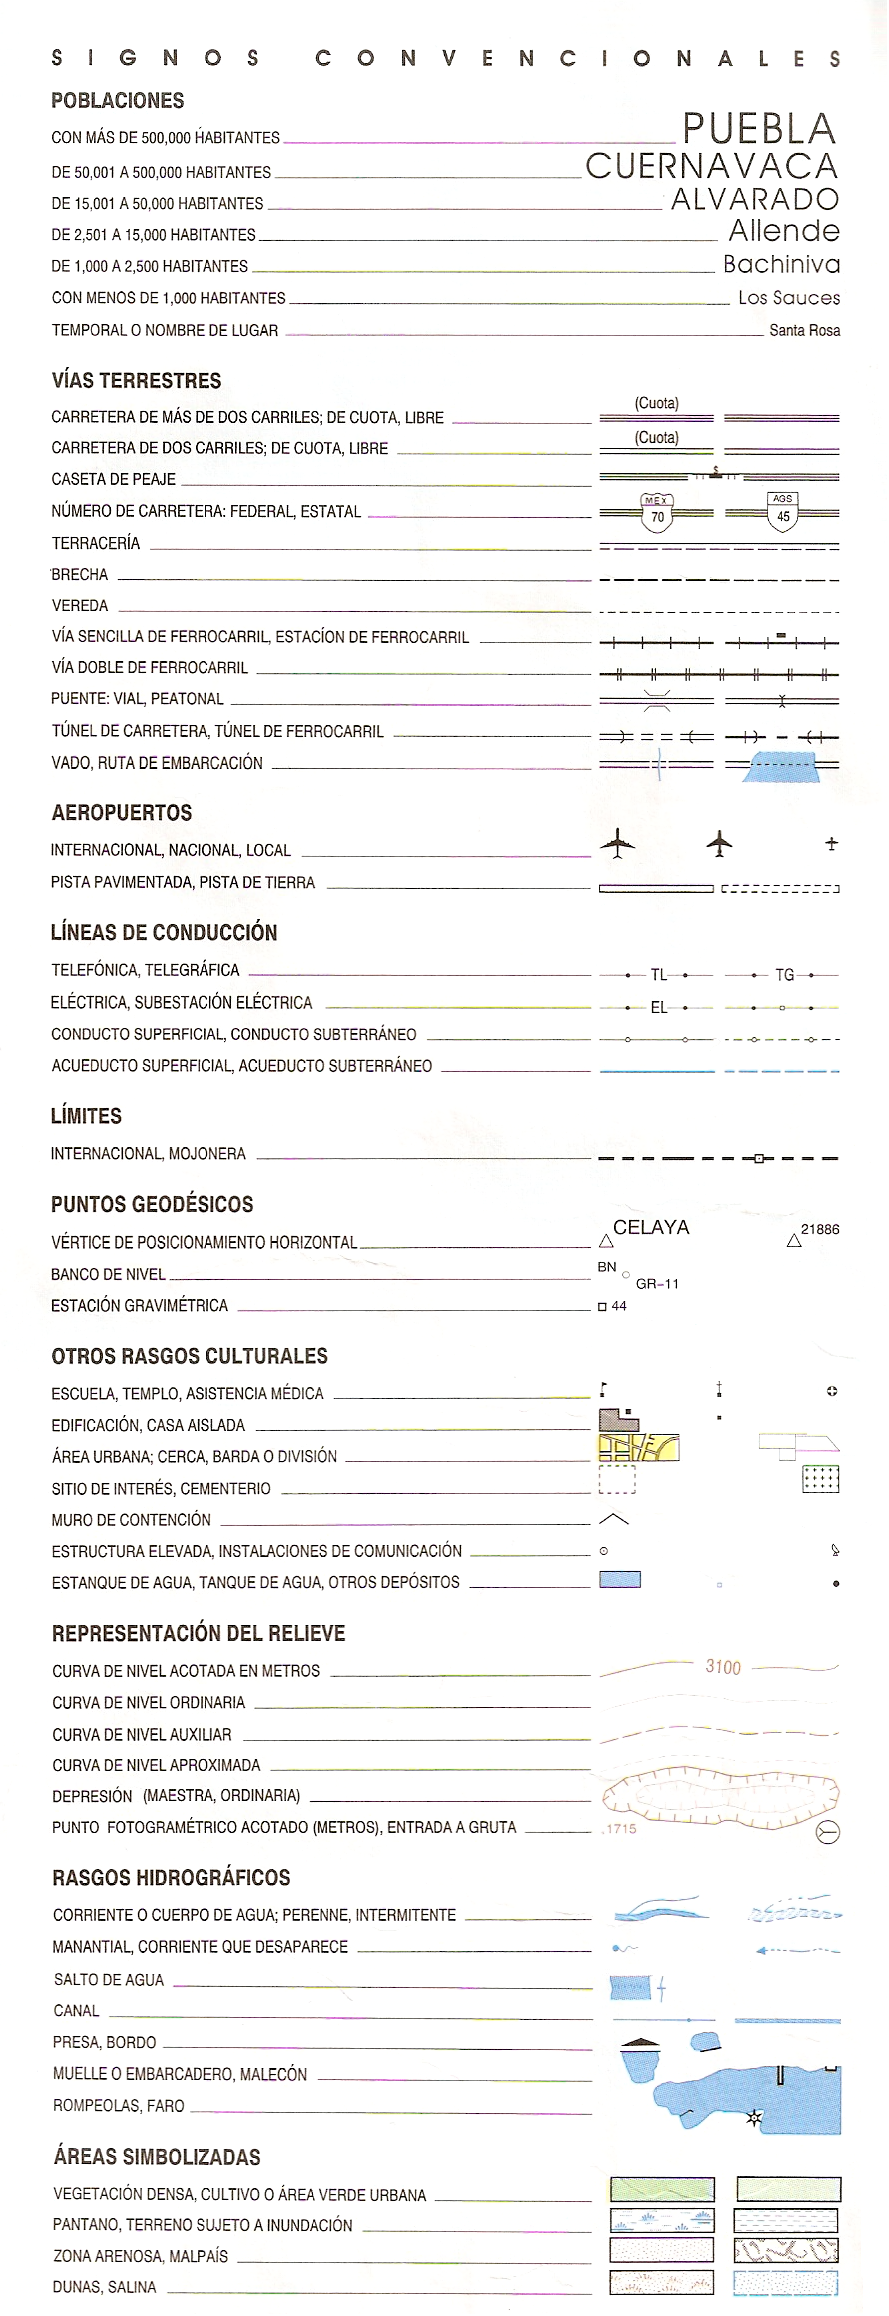 SIGNOS CONVENCIONALES
POBLACIONES
CON MÁS DE 500,000 HABITANTES PUEBLA
DE 50,001 A 500,000 HABITANTES CUERNAVACA
DE 15,001 A 50,000 HABITANTES ALVARADO
DE 2,501 A 15,000 HABITANTES Allende
DE 1,000 A 2,500 HABITANTES Bachiniva
CON MENOS DE 1,000 HABITANTES Los Sauces
TEMPORAL O NOMBRE DE LUGAR Santa Rosa
VÍAS TERRESTRES
(Cuota)
CARRETERA DE MÁS DE DOS CARRILES; DE CUOTA, LIBRE
(Cuota)
CARRETERA DE DOS CARRILES; DE CUOTA, LIBRE
CASETA DE PEAJE $
NÚMERO DE CARRETERA: FEDERAL, ESTATAL MEX 70 AGS 45
TERRACERÍA
BRECHA
VEREDA
VÍA SENCILLA DE FERROCARRIL, ESTACÍON DE FERROCARRIL
VÍA DOBLE DE FERROCARRIL
PUENTE: VIAL, PEATONAL
TÚNEL DE CARRETERA, TÚNEL DE FERROCARRIL
VADO, RUTA DE EMBARCACIÓN
AEROPUERTOS
INTERNACIONAL, NACIONAL, LOCAL
PISTA PAVIMENTADA, PISTA DE TIERRA
LÍNEAS DE CONDUCCIÓN
TELEFÓNICA, TELEGRÁFICA TL TG
ELÉCTRICA, SUBESTACIÓN ELÉCTRICA EL
CONDUCTO SUPERFICIAL, CONDUCTO SUBTERRÁNEO
ACUEDUCTO SUPERFICIAL, ACUEDUCTO SUBTERRÁNEO
LÍMITES
INTERNACIONAL, MOJONERA
PUNTOS GEODÉSICOS
VÉRTICE DE POSICIONAMIENTO HORIZONTAL CELAYA 21886
BANCO DE NIVEL BN GR-11
ESTACIÓN GRAVIMÉTRICA 44
OTROS RASGOS CULTURALES
ESCUELA, TEMPLO, ASISTENCIA MÉDICA
EDIFICACIÓN, CASA AISLADA
ÁREA URBANA; CERCA, BARDA O DIVISIÓN
SITIO DE INTERÉS, CEMENTERIO
MURO DE CONTENCIÓN
ESTRUCTURA ELEVADA, INSTALACIONES DE COMUNICACIÓN
ESTANQUE DE AGUA, TANQUE DE AGUA, OTROS DEPÓSITOS
REPRESENTACIÓN DEL RELIEVE
CURVA DE NIVEL ACOTADA EN METROS 3100
CURVA DE NIVEL ORDINARIA
CURVA DE NIVEL AUXILIAR
CURVA DE NIVEL APROXIMADA
DEPRESIÓN (MAESTRA, ORDINARIA)
PUNTO FOTOGRAMÉTRICO ACOTADO (METROS), ENTRADA A GRUTA .1715
RASGOS HIDROGRÁFICOS
CORRIENTE O CUERPO DE AGUA; PERENNE, INTERMITENTE
MANANTIAL, CORRIENTE QUE DESAPARECE
SALTO DE AGUA
CANAL
PRESA, BORDO
MUELLE O EMBARCADERO, MALECÓN
ROMPEOLAS, FARO
ÁREAS SIMBOLIZADAS
VEGETACIÓN DENSA, CULTIVO O ÁREA VERDE URBANA
PANTANO, TERRENO SUJETO A INUNDACIÓN
ZONA ARENOSA, MALPAÍS
DUNAS, SALINA